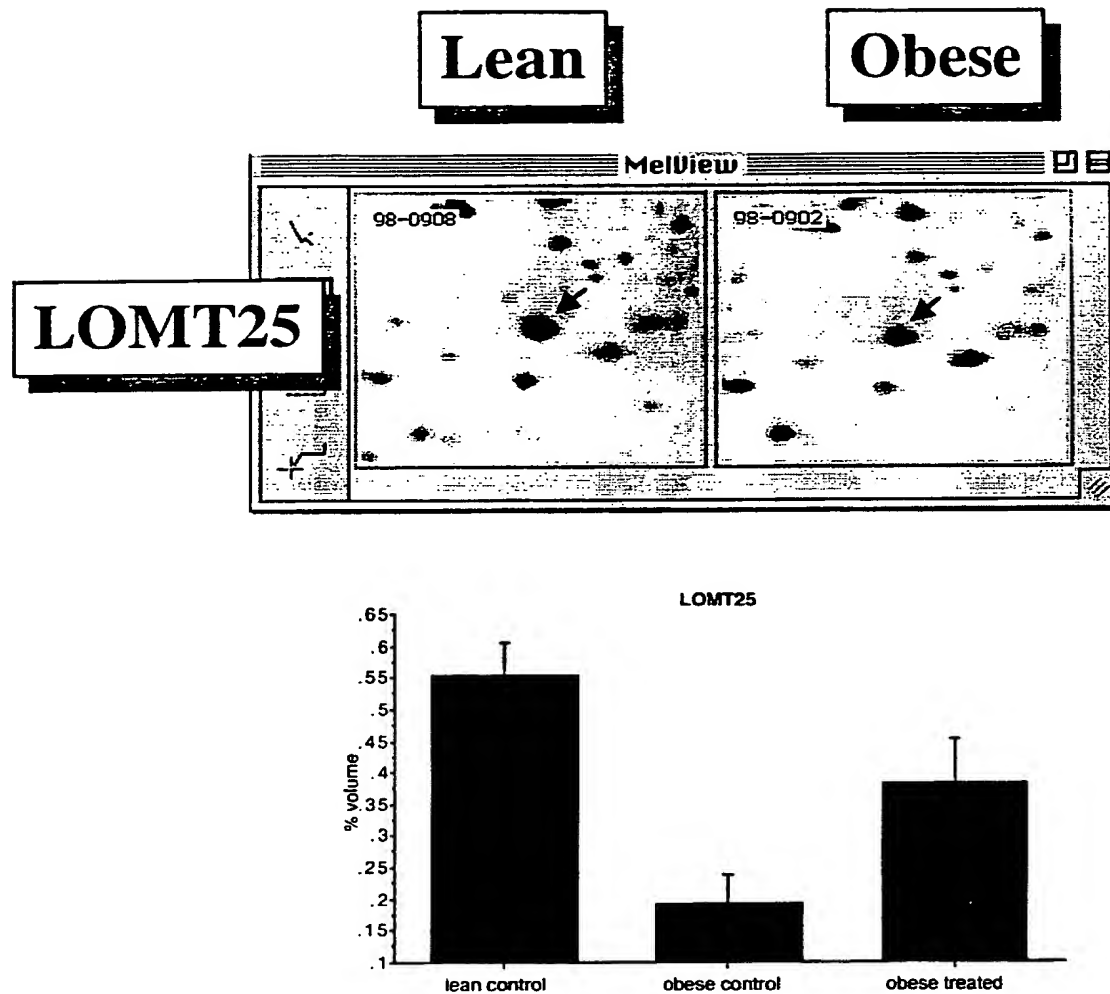 Lean
Obese
MelView
98-0908
98-0902
LOMT25
LOMT25
% volume
.65
.6
.55
.5
.45
.4
.35
.3
.25
.2
.15
.1
lean control
obese control
obese treated